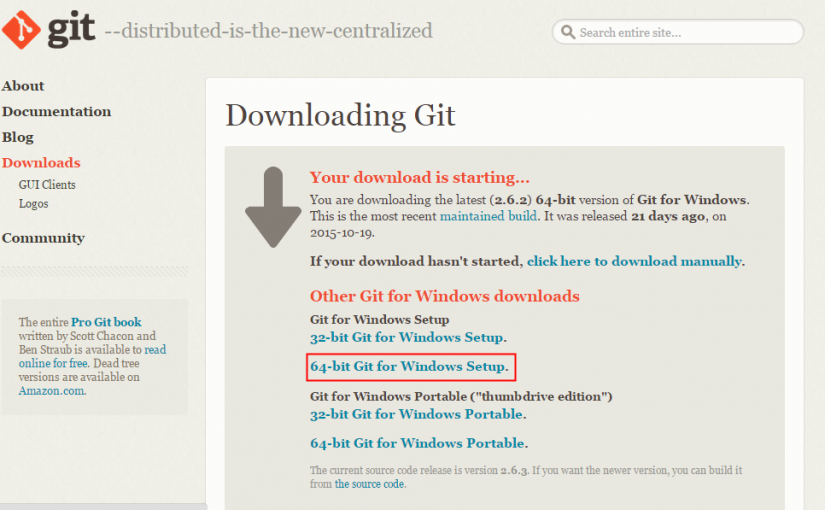 git --distributed-is-the-new-centralized
Search entire site...
About
Documentation
Blog
Downloads
GUI Clients
Logos
Community
The entire Pro Git book
written by Scott Chacon and
Ben Straub is available to read
online for free. Dead tree
versions are available on
Amazon.com.
Downloading Git
Your download is starting...
You are downloading the latest (2.6.2) 64-bit version of Git for Windows.
This is the most recent maintained build. It was released 21 days ago, on
2015-10-19.
If your download hasn't started, click here to download manually.
Other Git for Windows downloads
Git for Windows Setup
32-bit Git for Windows Setup.
64-bit Git for Windows Setup.
Git for Windows Portable ("thumbdrive edition")
32-bit Git for Windows Portable.
64-bit Git for Windows Portable.
The current source code release is version 2.6.3. If you want the newer version, you can build it
from the source code.